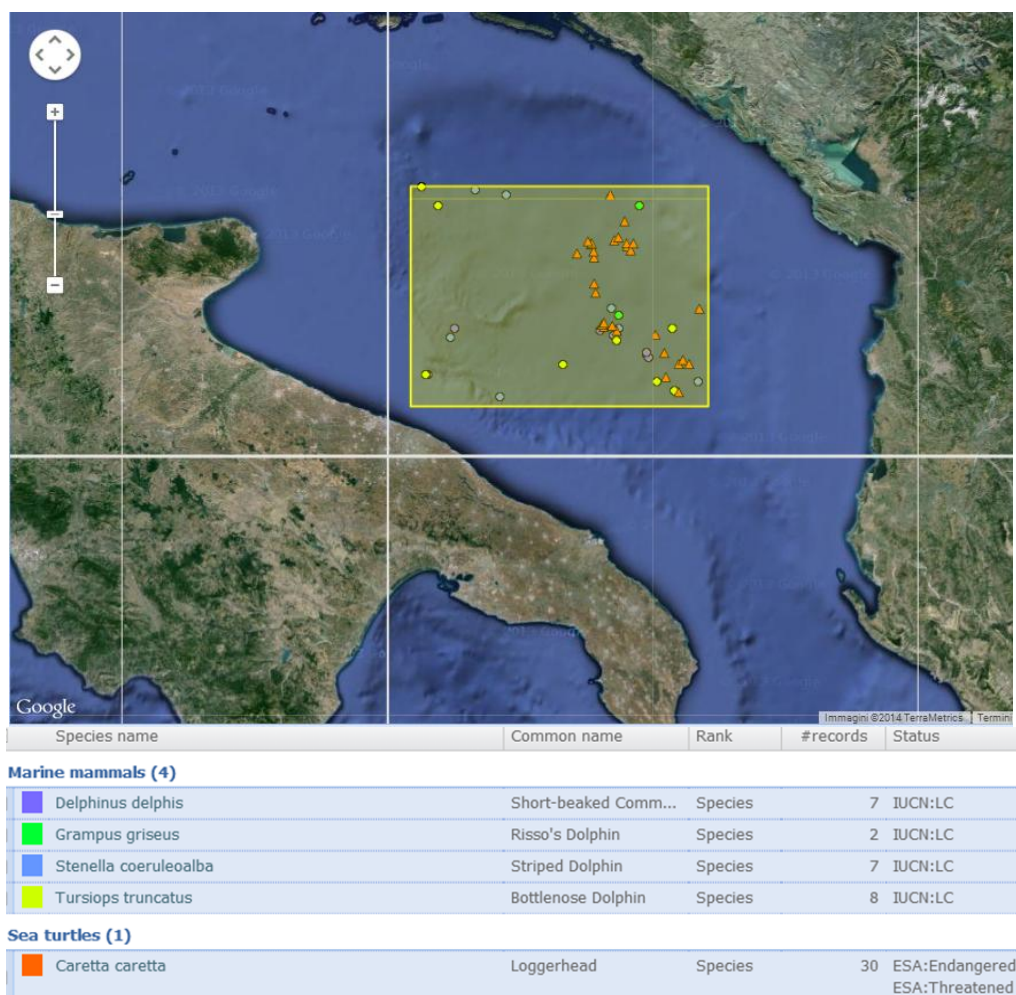 Google
Immagini ©2014 TerraMetrics Termini
Species name Common name Rank #records Status
Marine mammals (4)
Delphinus delphis Short-beaked Comm... Species 7 IUCN:LC
Grampus griseus Risso's Dolphin Species 2 IUCN:LC
Stenella coeruleoalba Striped Dolphin Species 7 IUCN:LC
Tursiops truncatus Bottlenose Dolphin Species 8 IUCN:LC
Sea turtles (1)
Caretta caretta Loggerhead Species 30 ESA:Endangered
ESA:Threatened